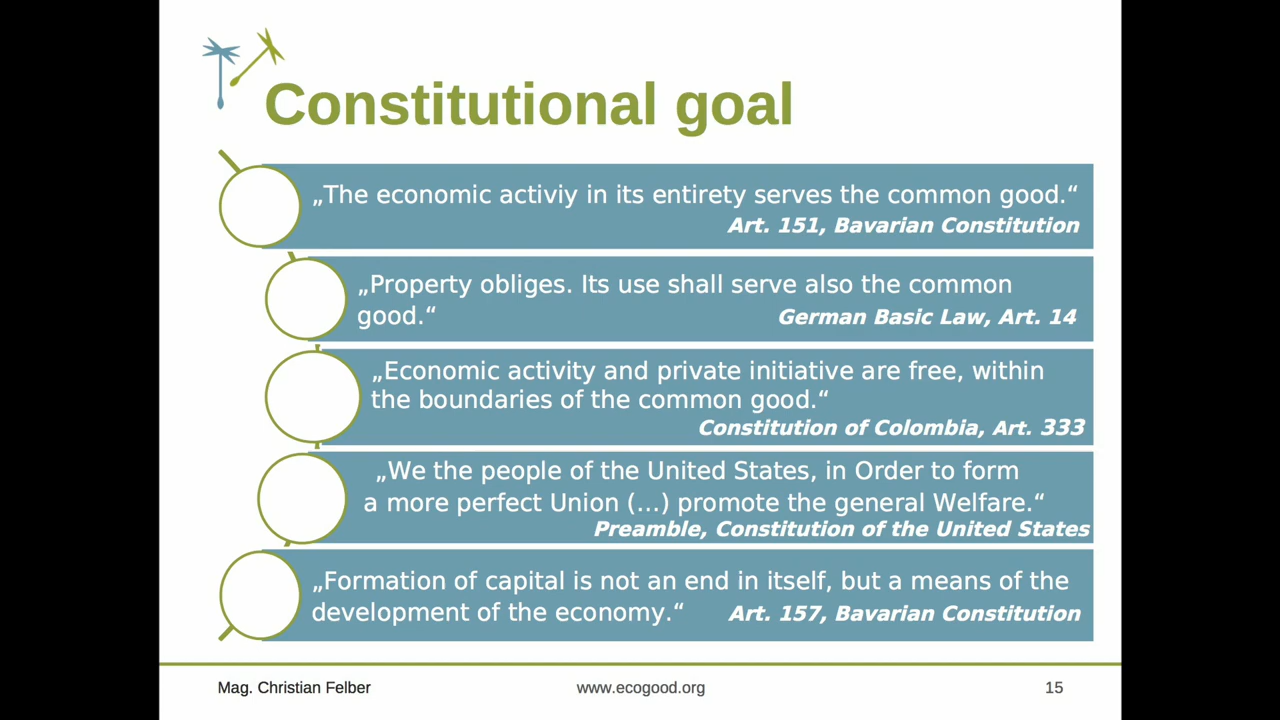 Constitutional goal
„The economic activiy in its entirety serves the common good.“
Art. 151, Bavarian Constitution
„Property obliges. Its use shall serve also the common
good.“ German Basic Law, Art. 14
„Economic activity and private initiative are free, within
the boundaries of the common good.“
Constitution of Colombia, Art. 333
„We the people of the United States, in Order to form
a more perfect Union (...) promote the general Welfare.“
Preamble, Constitution of the United States
„Formation of capital is not an end in itself, but a means of the
development of the economy.“ Art. 157, Bavarian Constitution
Mag. Christian Felber www.ecogood.org 15